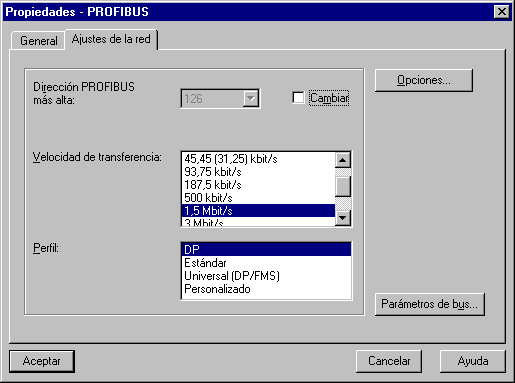 Propiedades - PROFIBUS
General
Ajustes de la red
Dirección PROFIBUS
más alta:
126
Cambiar
Opciones...
Velocidad de transferencia:
45,45 (31,25) kbit/s
93,75 kbit/s
187,5 kbit/s
500 kbit/s
1,5 Mbit/s
3 Mbit/s
Perfil:
DP
Estándar
Universal (DP/FMS)
Personalizado
Parámetros de bus...
Aceptar
Cancelar
Ayuda